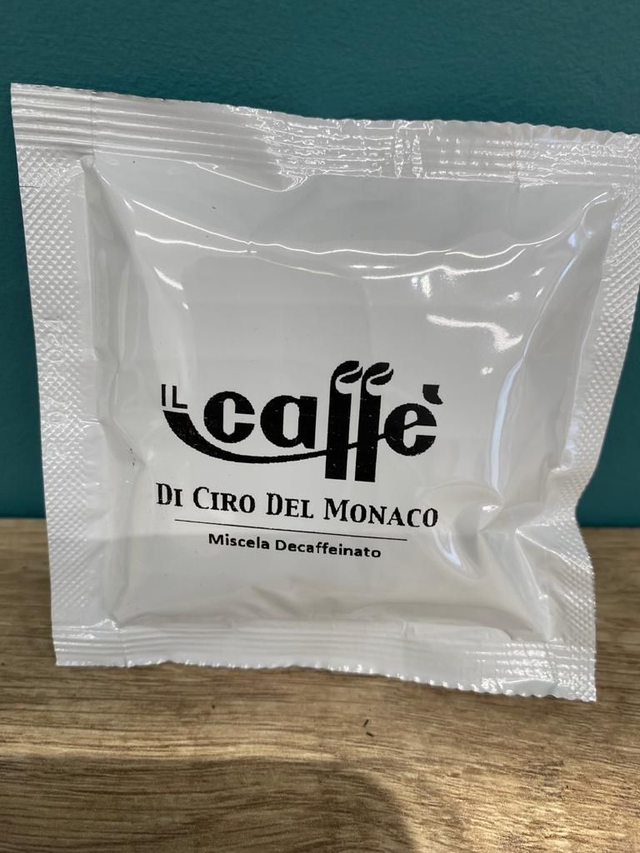 IL caffè
DI CIRO DEL MONACO
Miscela Decaffeinato